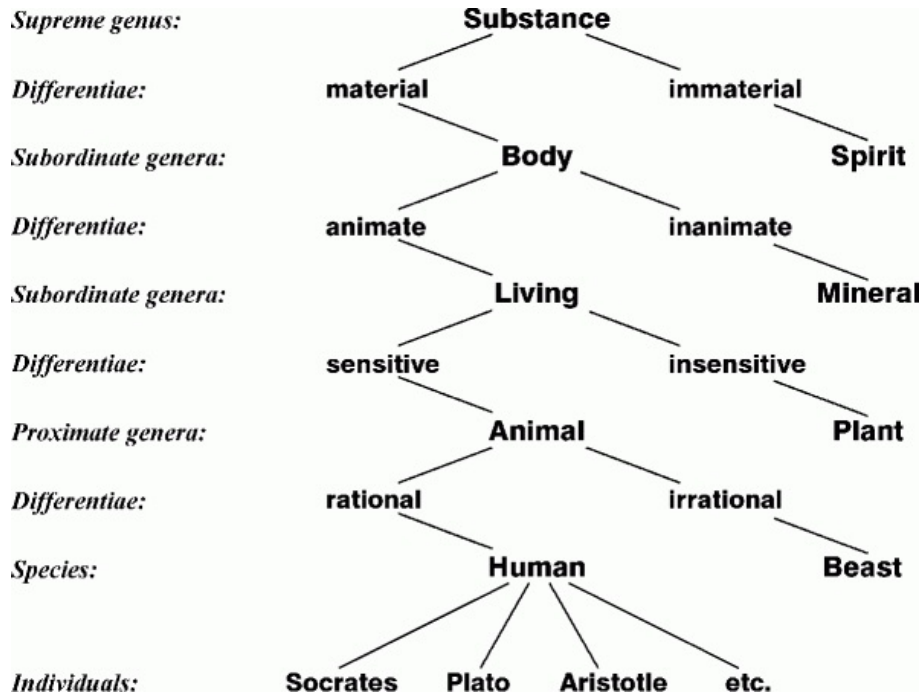 Supreme genus: Substance
Differentiae: material immaterial
Subordinate genera: Body Spirit
Differentiae: animate inanimate
Subordinate genera: Living Mineral
Differentiae: sensitive insensitive
Proximate genera: Animal Plant
Differentiae: rational irrational
Species: Human Beast
Individuals: Socrates Plato Aristotle etc.